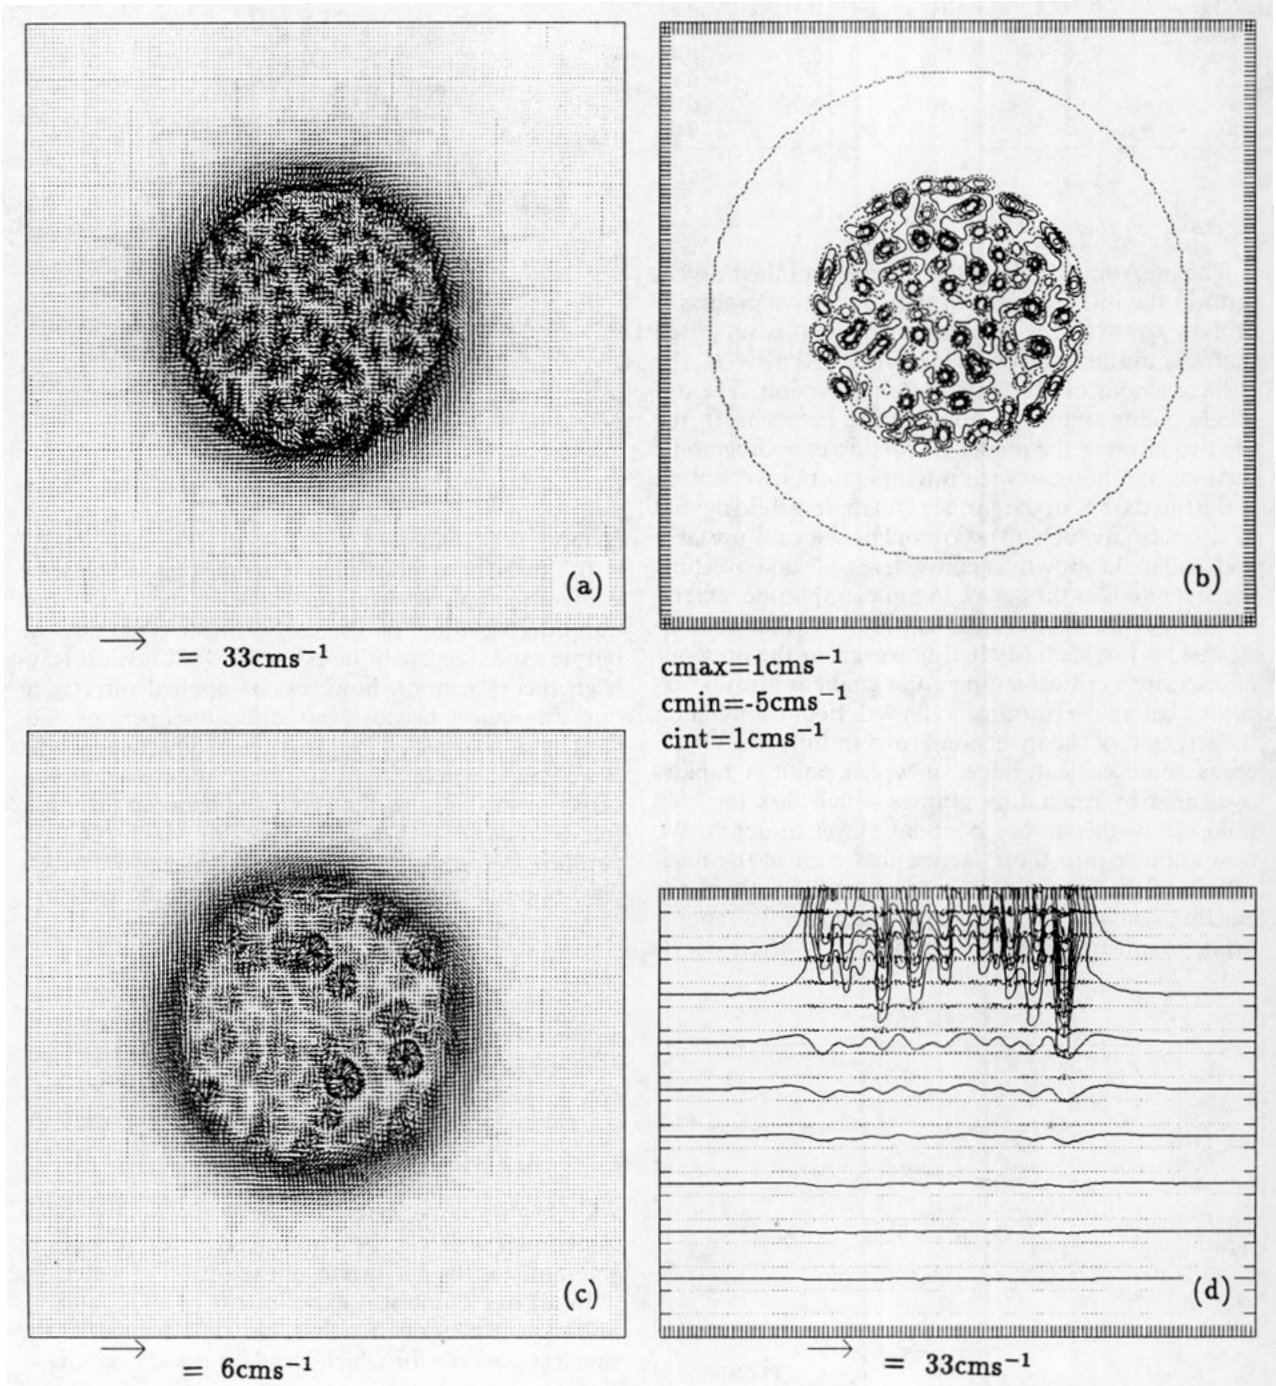 (a)
(b)
33cms⁻¹
cmax=1cms⁻¹
cmin=-5cms⁻¹
cint=1cms⁻¹
(c)
(d)
= 6cms⁻¹
= 33cms⁻¹